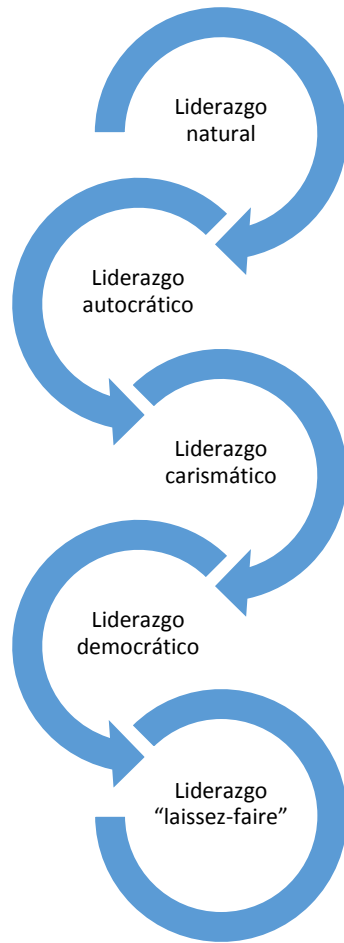 Liderazgo
natural
Liderazgo
autocrático
Liderazgo
carismático
Liderazgo
democrático
Liderazgo
“laissez-faire”